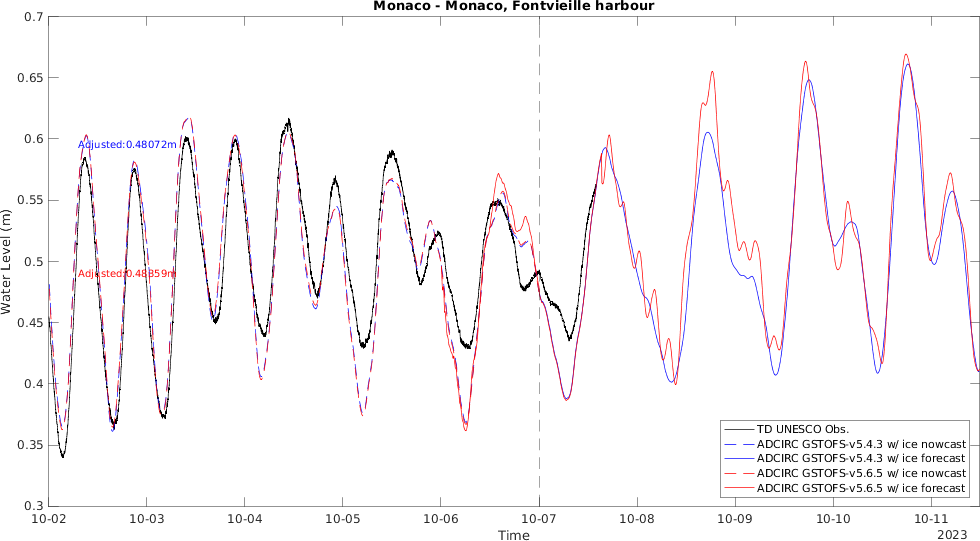 Monaco - Monaco, Fontvieille harbour
0.7
0.65
0.6
0.55
0.5
0.45
0.4
0.35
0.3
Water Level (m)
Adjusted:0.48072m
Adjusted:0.48359m
TD UNESCO Obs.
ADCIRC GSTOFS-v5.4.3 w/ ice nowcast
ADCIRC GSTOFS-v5.4.3 w/ ice forecast
ADCIRC GSTOFS-v5.6.5 w/ ice nowcast
ADCIRC GSTOFS-v5.6.5 w/ ice forecast
10-02 10-03 10-04 10-05 10-06 10-07 10-08 10-09 10-10 10-11
Time
2023